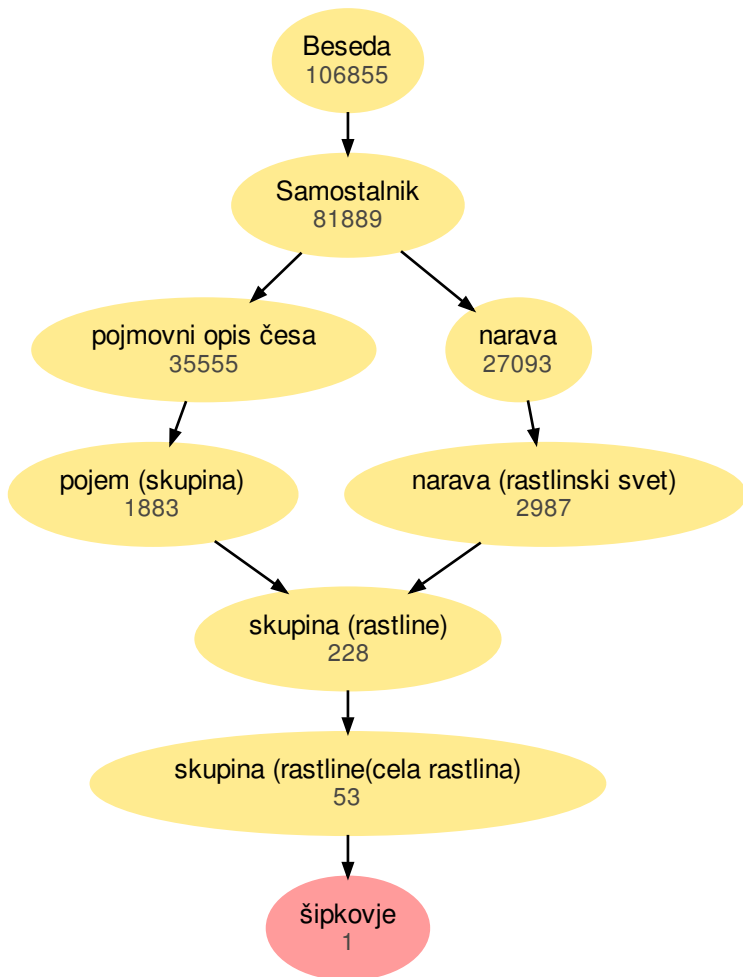 Beseda
106855
Samostalnik
81889
pojmovni opis česa
35555
narava
27093
pojem (skupina)
1883
narava (rastlinski svet)
2987
skupina (rastline)
228
skupina (rastline(cela rastlina)
53
šipkovje
1